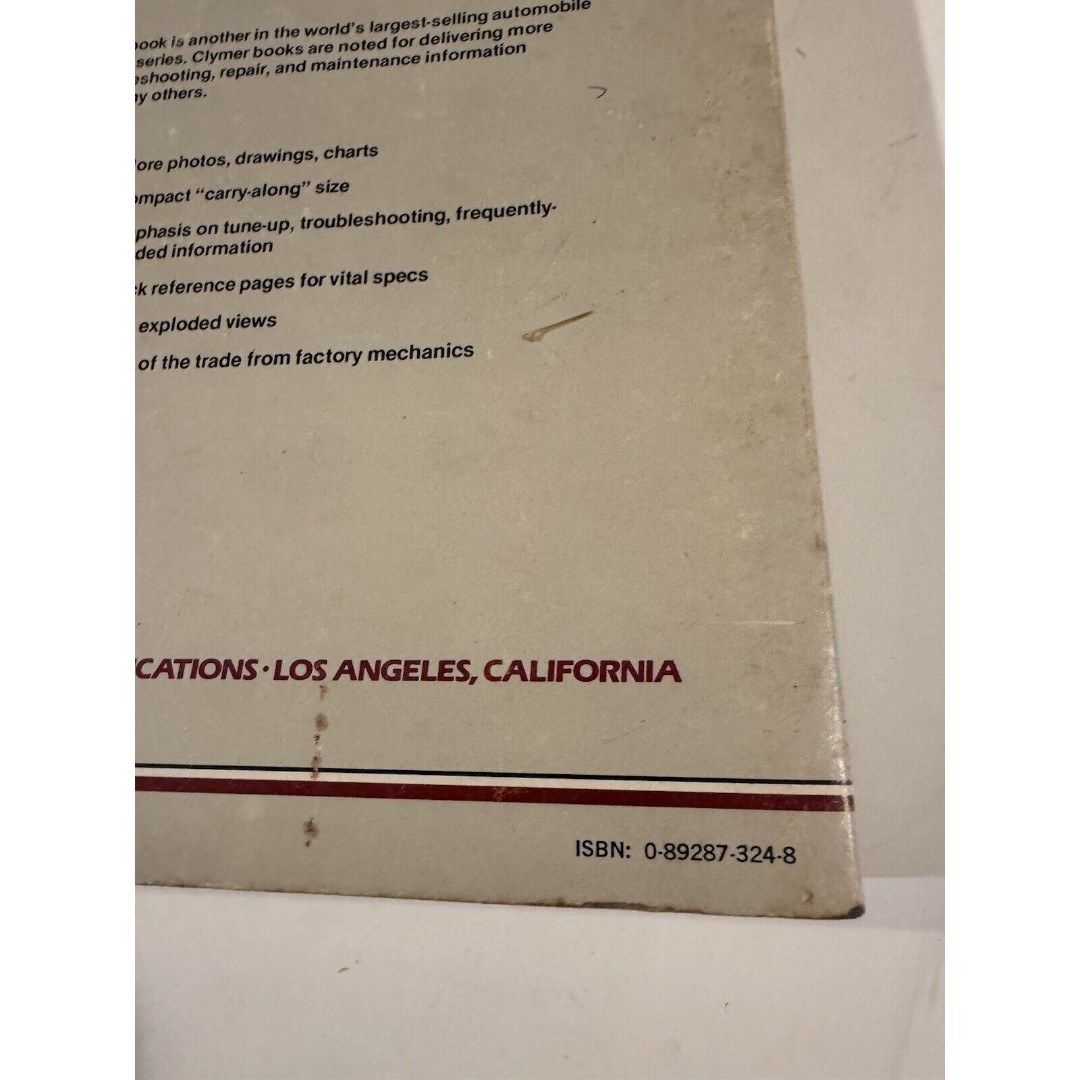 ook is another in the world's largest-selling automobile
series. Clymer books are noted for delivering more
eshooting, repair, and maintenance information
y others.
ore photos, drawings, charts
ompact "carry-along" size
phasis on tune-up, troubleshooting, frequently-
ded information
k reference pages for vital specs
exploded views
of the trade from factory mechanics
CATIONS · LOS ANGELES, CALIFORNIA
ISBN: 0-89287-324-8